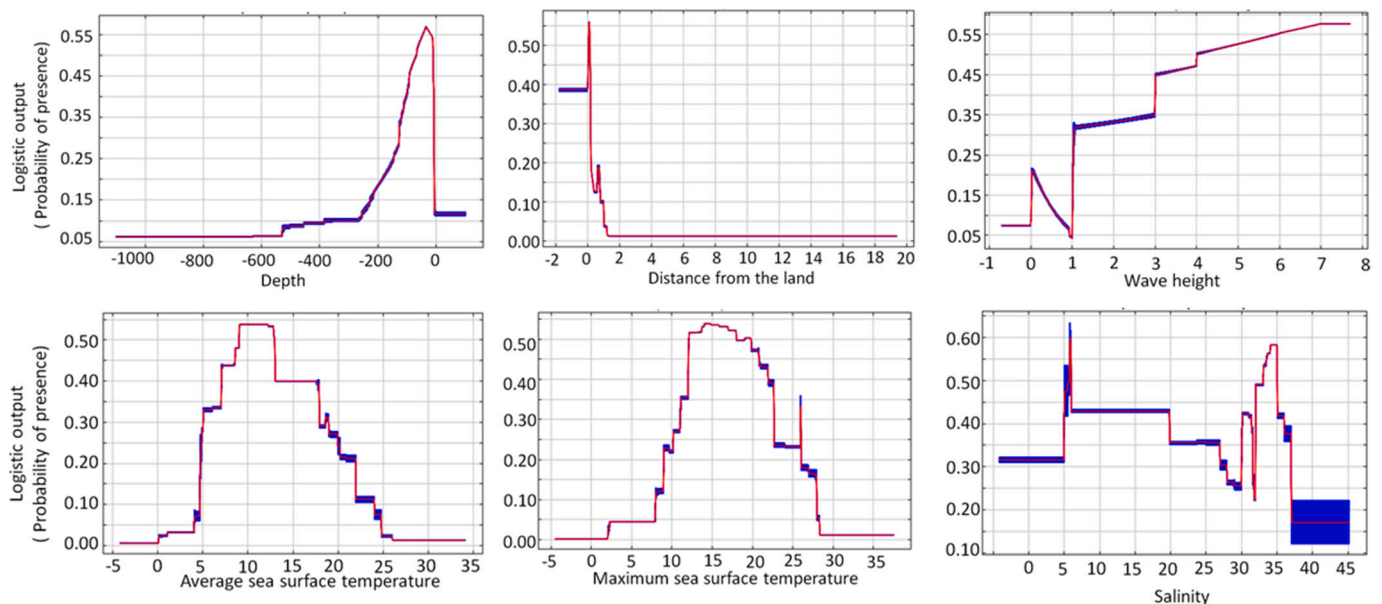 Logistic output
( Probability of presence)
0.55
0.45
0.35
0.25
0.15
0.05
-1000 -800 -600 -400 -200 0
Depth
0.50
0.40
0.30
0.20
0.10
0.00
-2 0 2 4 6 8 10 12 14 16 18 20
Distance from the land
0.55
0.45
0.35
0.25
0.15
0.05
-1 0 1 2 3 4 5 6 7 8
Wave height
Logistic output
( Probability of presence)
0.50
0.40
0.30
0.20
0.10
0.00
-5 0 5 10 15 20 25 30 35
Average sea surface temperature
0.50
0.40
0.30
0.20
0.10
0.00
-5 0 5 10 15 20 25 30 35
Maximum sea surface temperature
0.60
0.50
0.40
0.30
0.20
0.10
0 5 10 15 20 25 30 35 40 45
Salinity